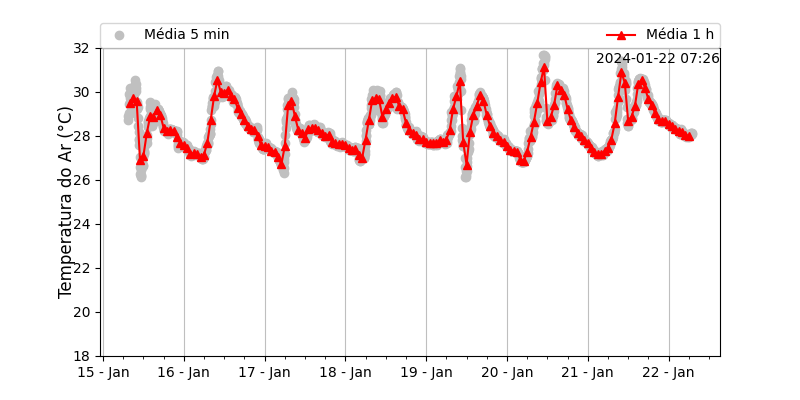 Média 5 min
Média 1 h
2024-01-22 07:26
Temperatura do Ar (°C)
32
30
28
26
24
22
20
18
15 - Jan
16 - Jan
17 - Jan
18 - Jan
19 - Jan
20 - Jan
21 - Jan
22 - Jan